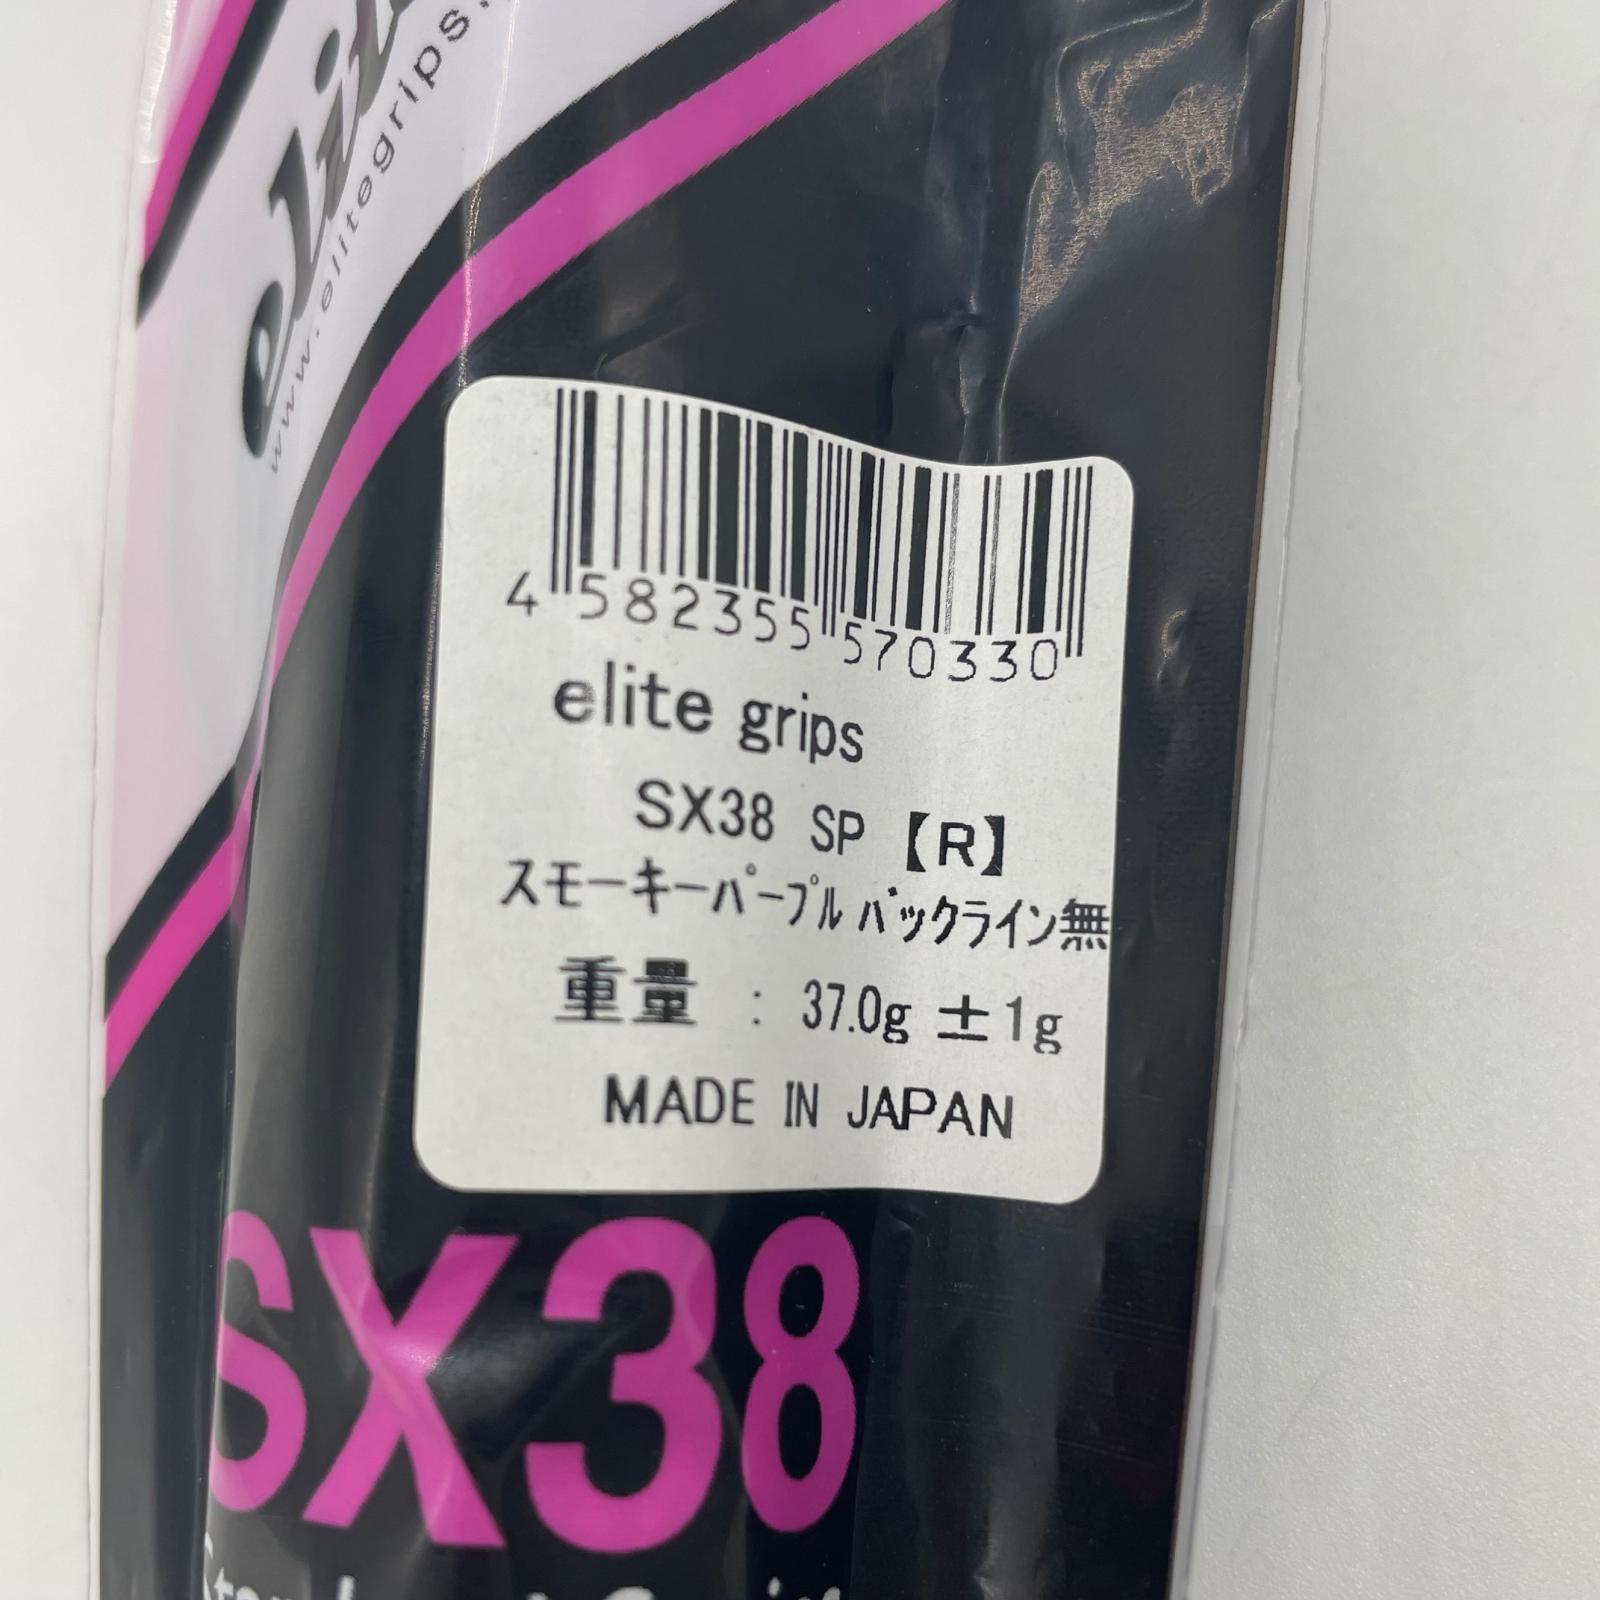 www.elitegrips.
4 582355 570330
elite grips
SX38 SP【R】
スモーキーパープル バックライン無
重量 : 37.0g ±1g
MADE IN JAPAN
SX38